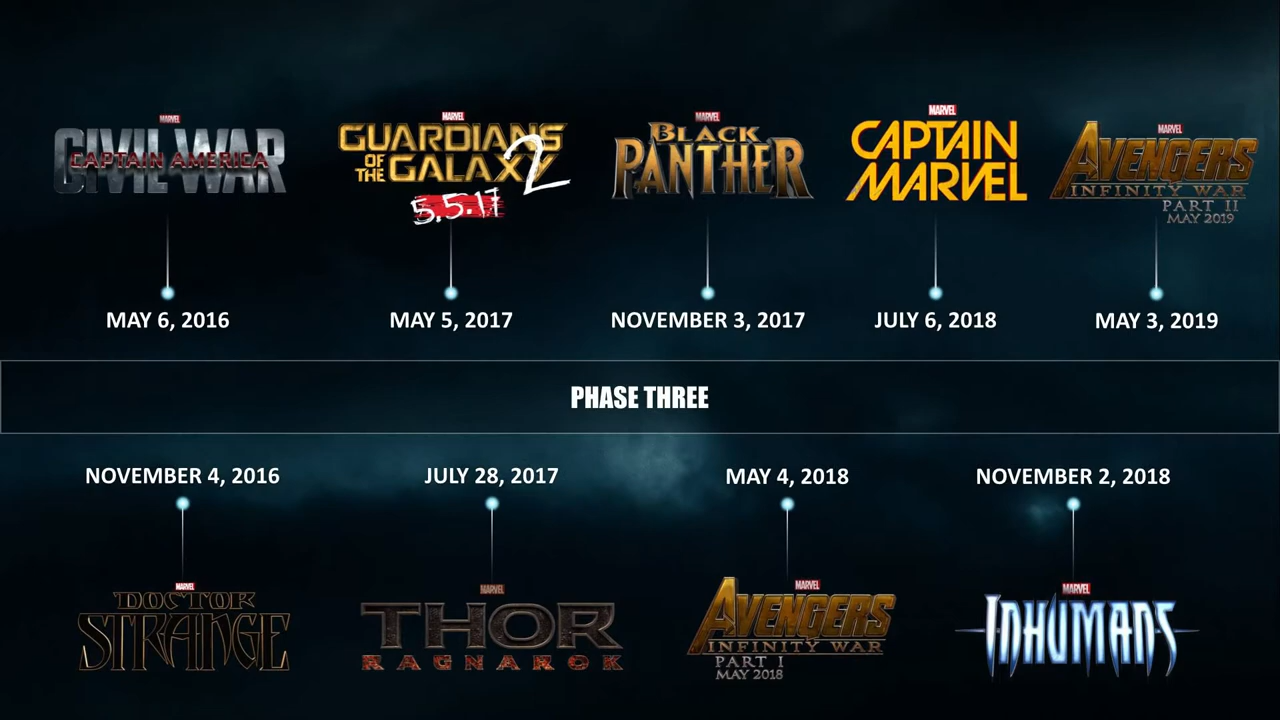 MARVEL
CIVIL WAR
CAPTAIN AMERICA
MARVEL
GUARDIANS
OF THE GALAXY 2
5.5.17
MARVEL
BLACK
PANTHER
MARVEL
CAPTAIN
MARVEL
MARVEL
AVENGERS
INFINITY WAR
PART II
MAY 2019
MAY 6, 2016
MAY 5, 2017
NOVEMBER 3, 2017
JULY 6, 2018
MAY 3, 2019
PHASE THREE
NOVEMBER 4, 2016
JULY 28, 2017
MAY 4, 2018
NOVEMBER 2, 2018
MARVEL
DOCTOR
STRANGE
MARVEL
THOR
RAGNAROK
MARVEL
AVENGERS
INFINITY WAR
PART I
MAY 2018
MARVEL
INHUMANS